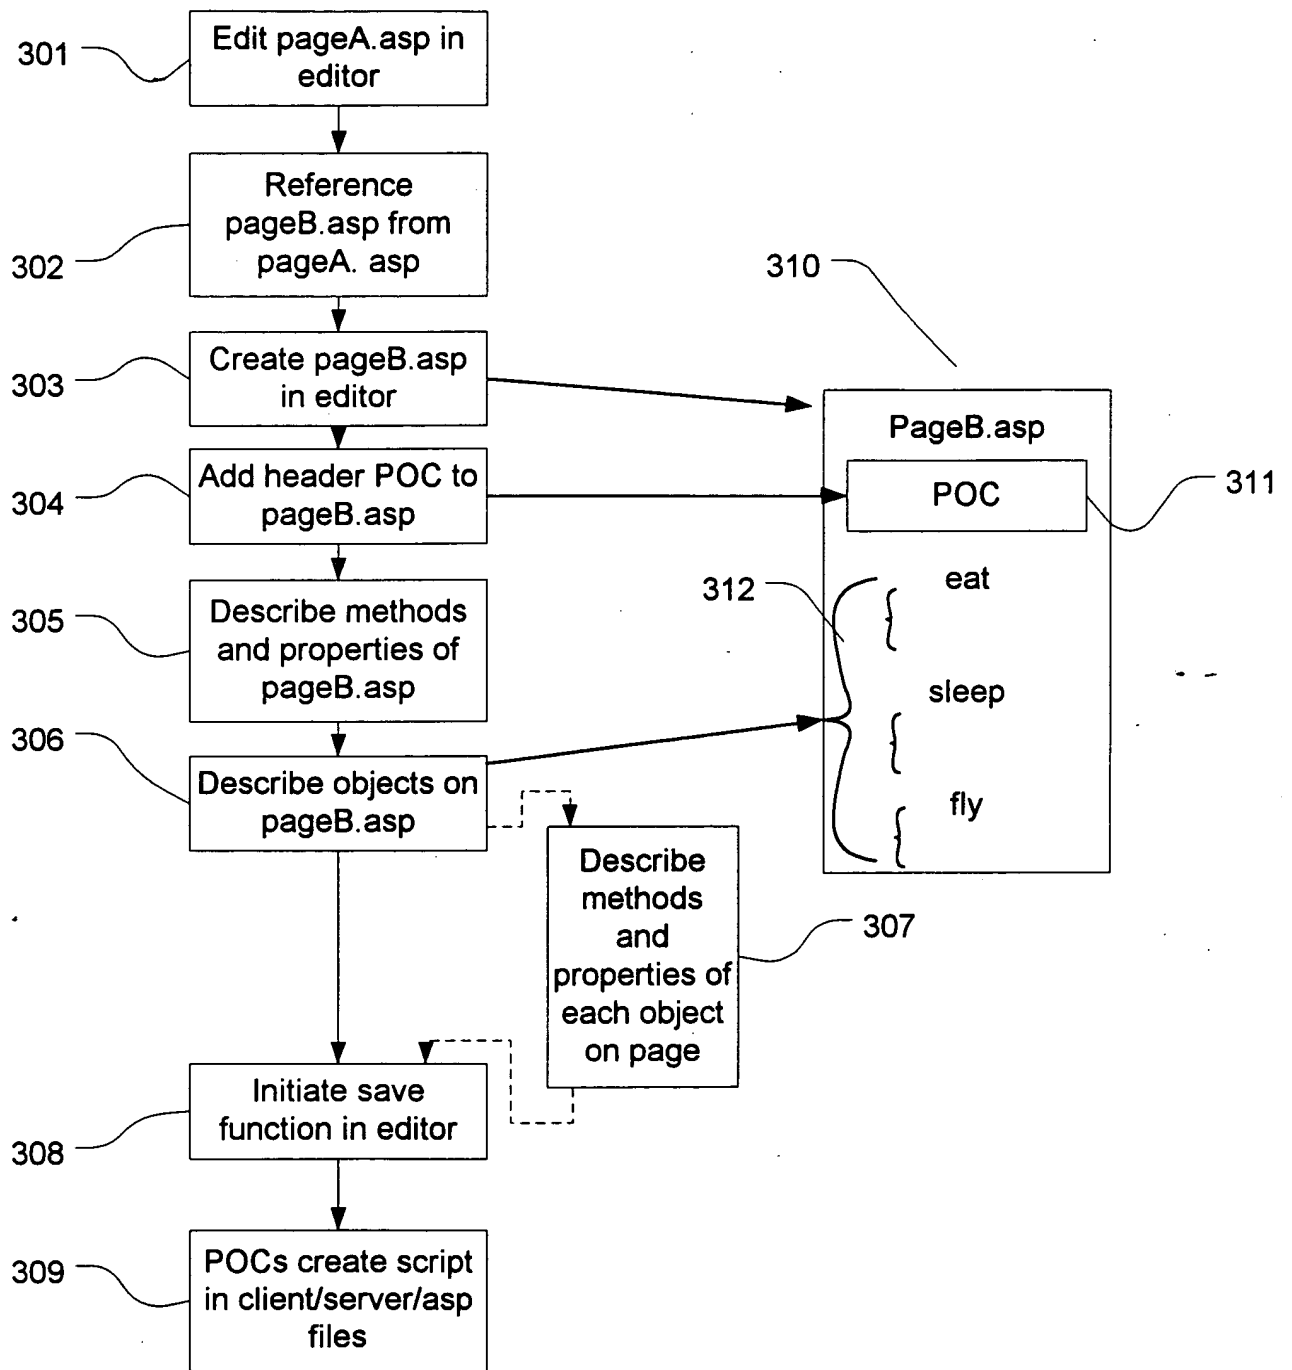 301
Edit pageA.asp in
editor
302
Reference
pageB.asp from
pageA. asp
303
Create pageB.asp
in editor
304
Add header POC to
pageB.asp
305
Describe methods
and properties of
pageB.asp
306
Describe objects on
pageB.asp
307
Describe
methods
and
properties of
each object
on page
308
Initiate save
function in editor
309
POCs create script
in client/server/asp
files
310
PageB.asp
POC
311
312
eat
sleep
fly